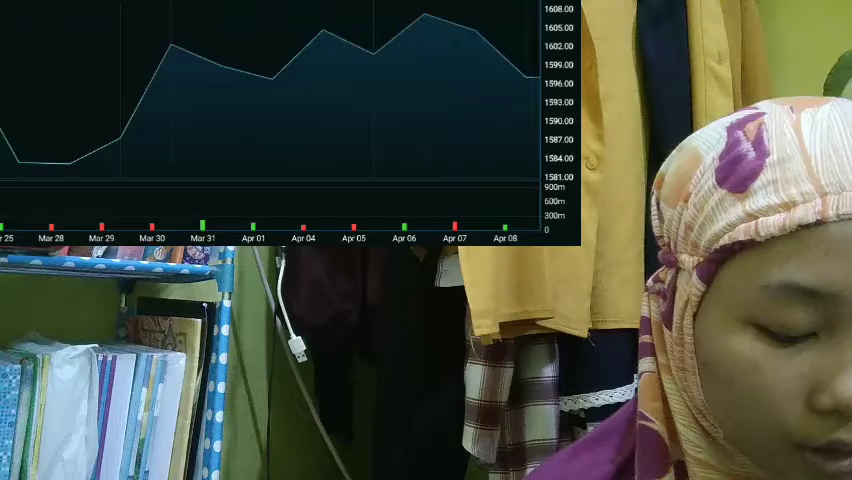 1608.00
1605.00
1602.00
1599.00
1596.00
1593.00
1590.00
1587.00
1584.00
1581.00
900m
600m
300m
0
r 25 Mar 28 Mar 29 Mar 30 Mar 31 Apr 01 Apr 04 Apr 05 Apr 06 Apr 07 Apr 08